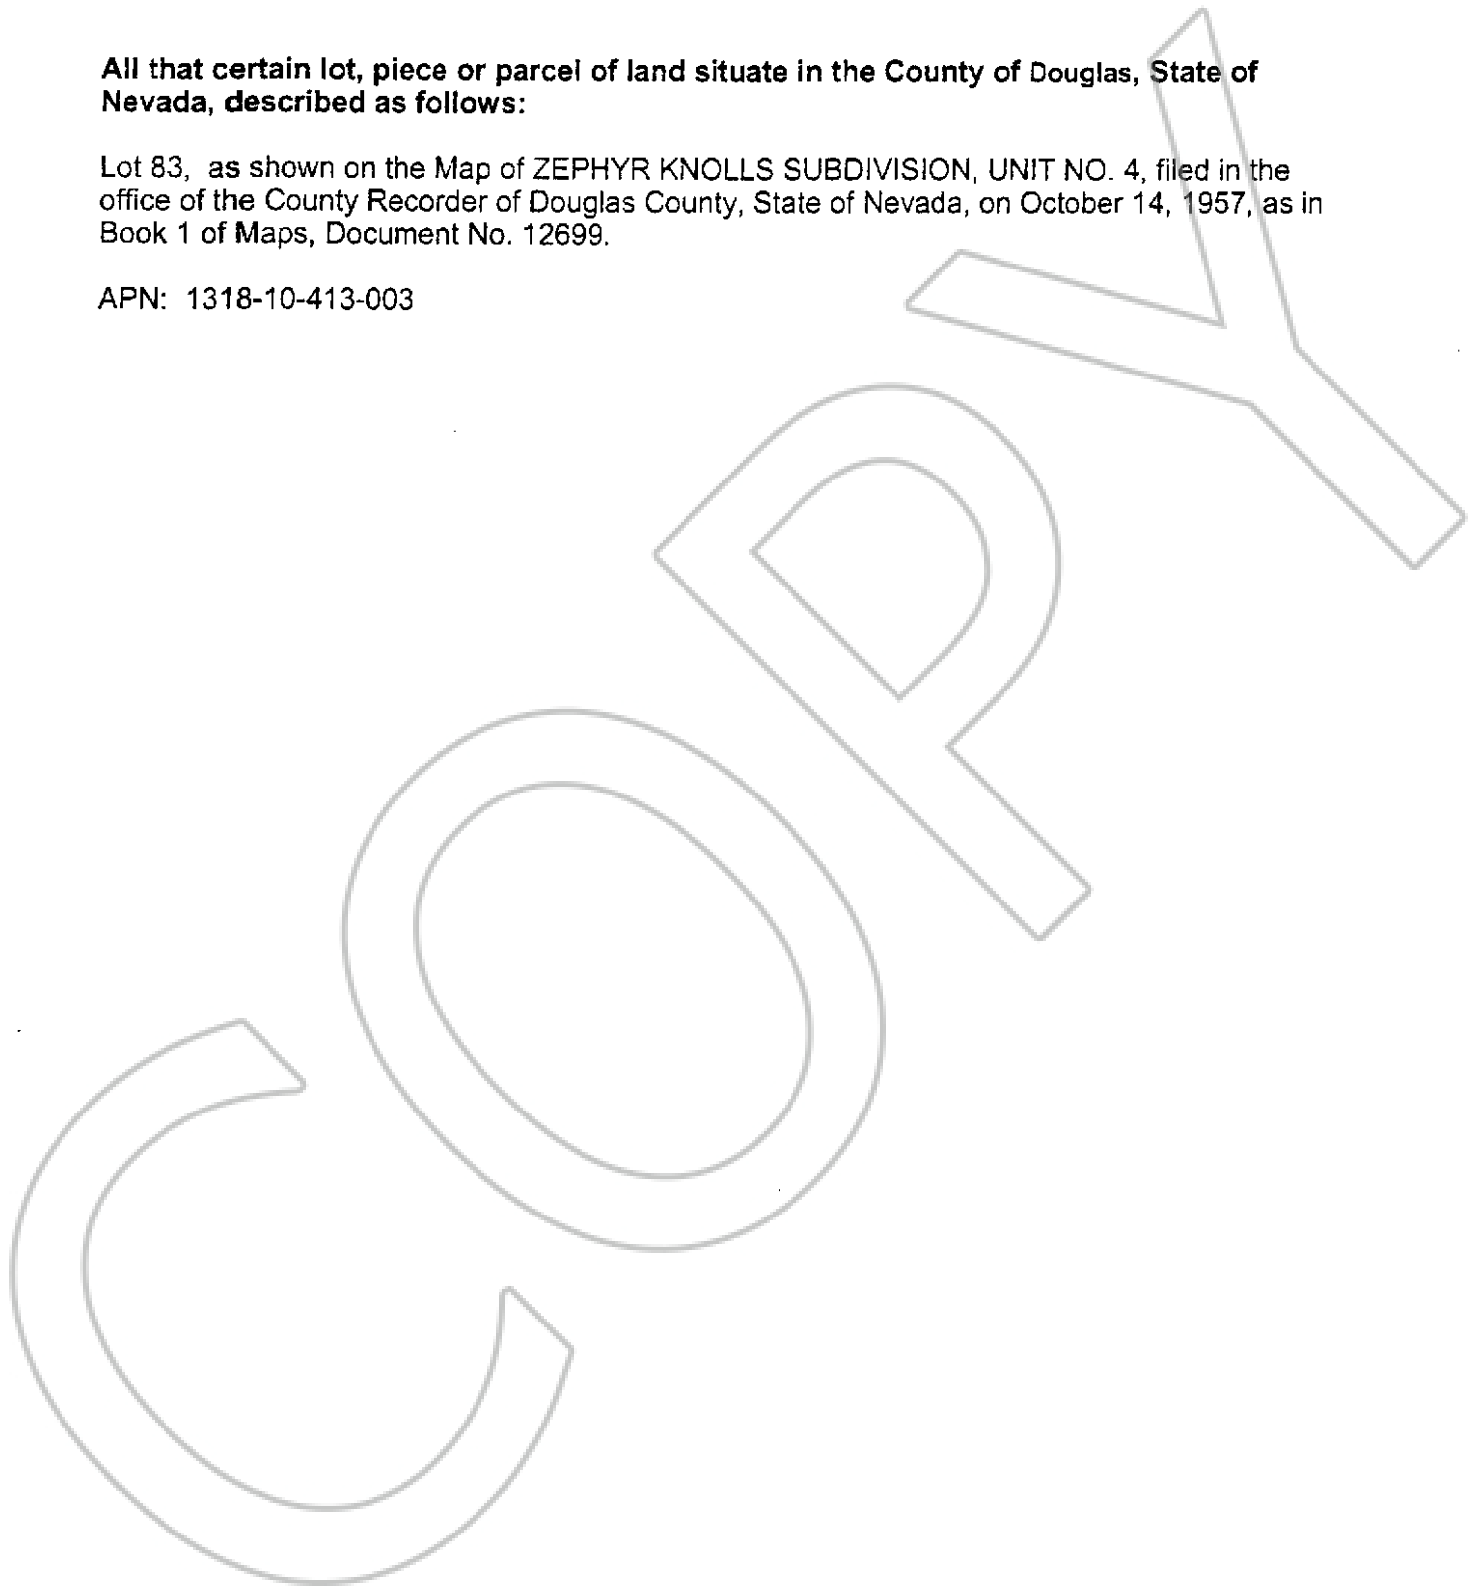 All that certain lot, piece or parcel of land situate in the County of Douglas, State of
Nevada, described as follows:
Lot 83, as shown on the Map of ZEPHYR KNOLLS SUBDIVISION, UNIT NO. 4, filed in the
office of the County Recorder of Douglas County, State of Nevada, on October 14, 1957, as in
Book 1 of Maps, Document No. 12699.
APN: 1318-10-413-003
COPY